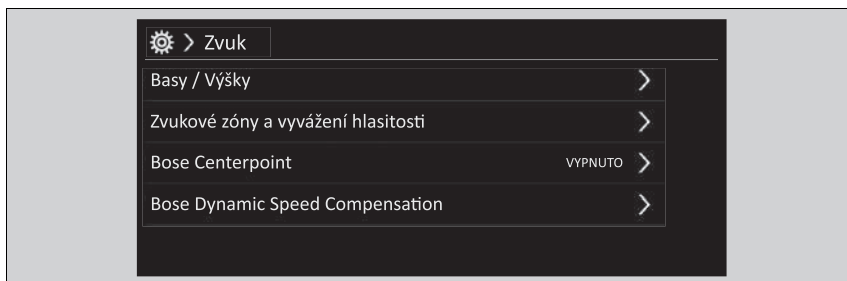 Zvuk
Basy / Výšky
Zvukové zóny a vyvážení hlasitosti
Bose Centerpoint VYPNUTO
Bose Dynamic Speed Compensation